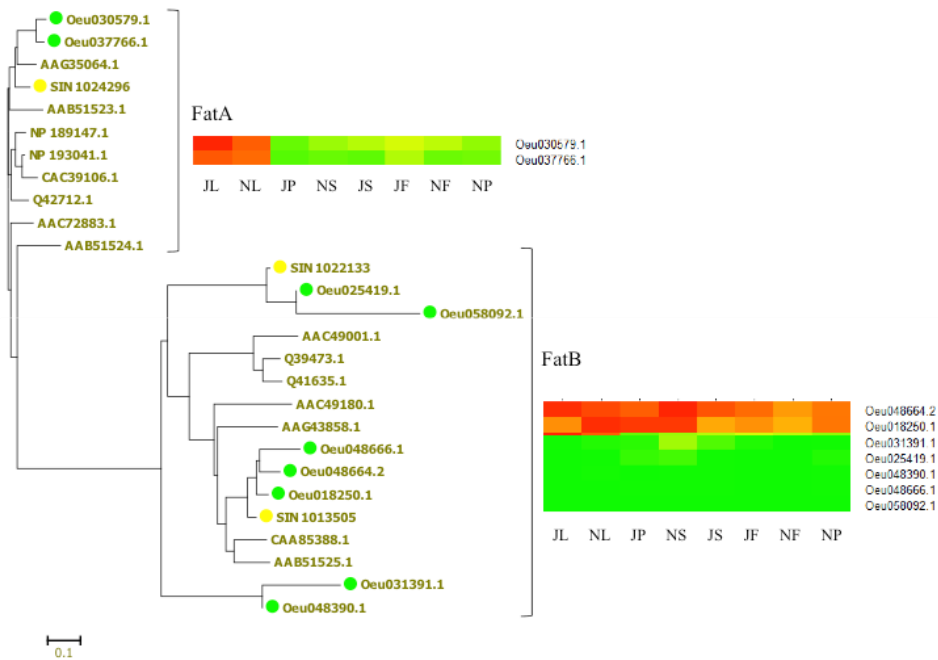 Oeu030579.1
Oeu037766.1
AAG35064.1
SIN 1024296
AAB51523.1
NP 189147.1
NP 193041.1
CAC39106.1
Q42712.1
AAC72883.1
AAB51524.1
FatA
Oeu030579.1
Oeu037766.1
JL NL JP NS JS JF NF NP
SIN 1022133
Oeu025419.1
Oeu058092.1
AAC49001.1
Q39473.1
Q41635.1
AAC49180.1
AAG43858.1
Oeu048666.1
Oeu048664.2
Oeu018250.1
SIN 1013505
CAA85388.1
AAB51525.1
Oeu031391.1
Oeu048390.1
FatB
Oeu048664.2
Oeu018250.1
Oeu031391.1
Oeu025419.1
Oeu048390.1
Oeu048666.1
Oeu058092.1
JL NL JP NS JS JF NF NP
0.1